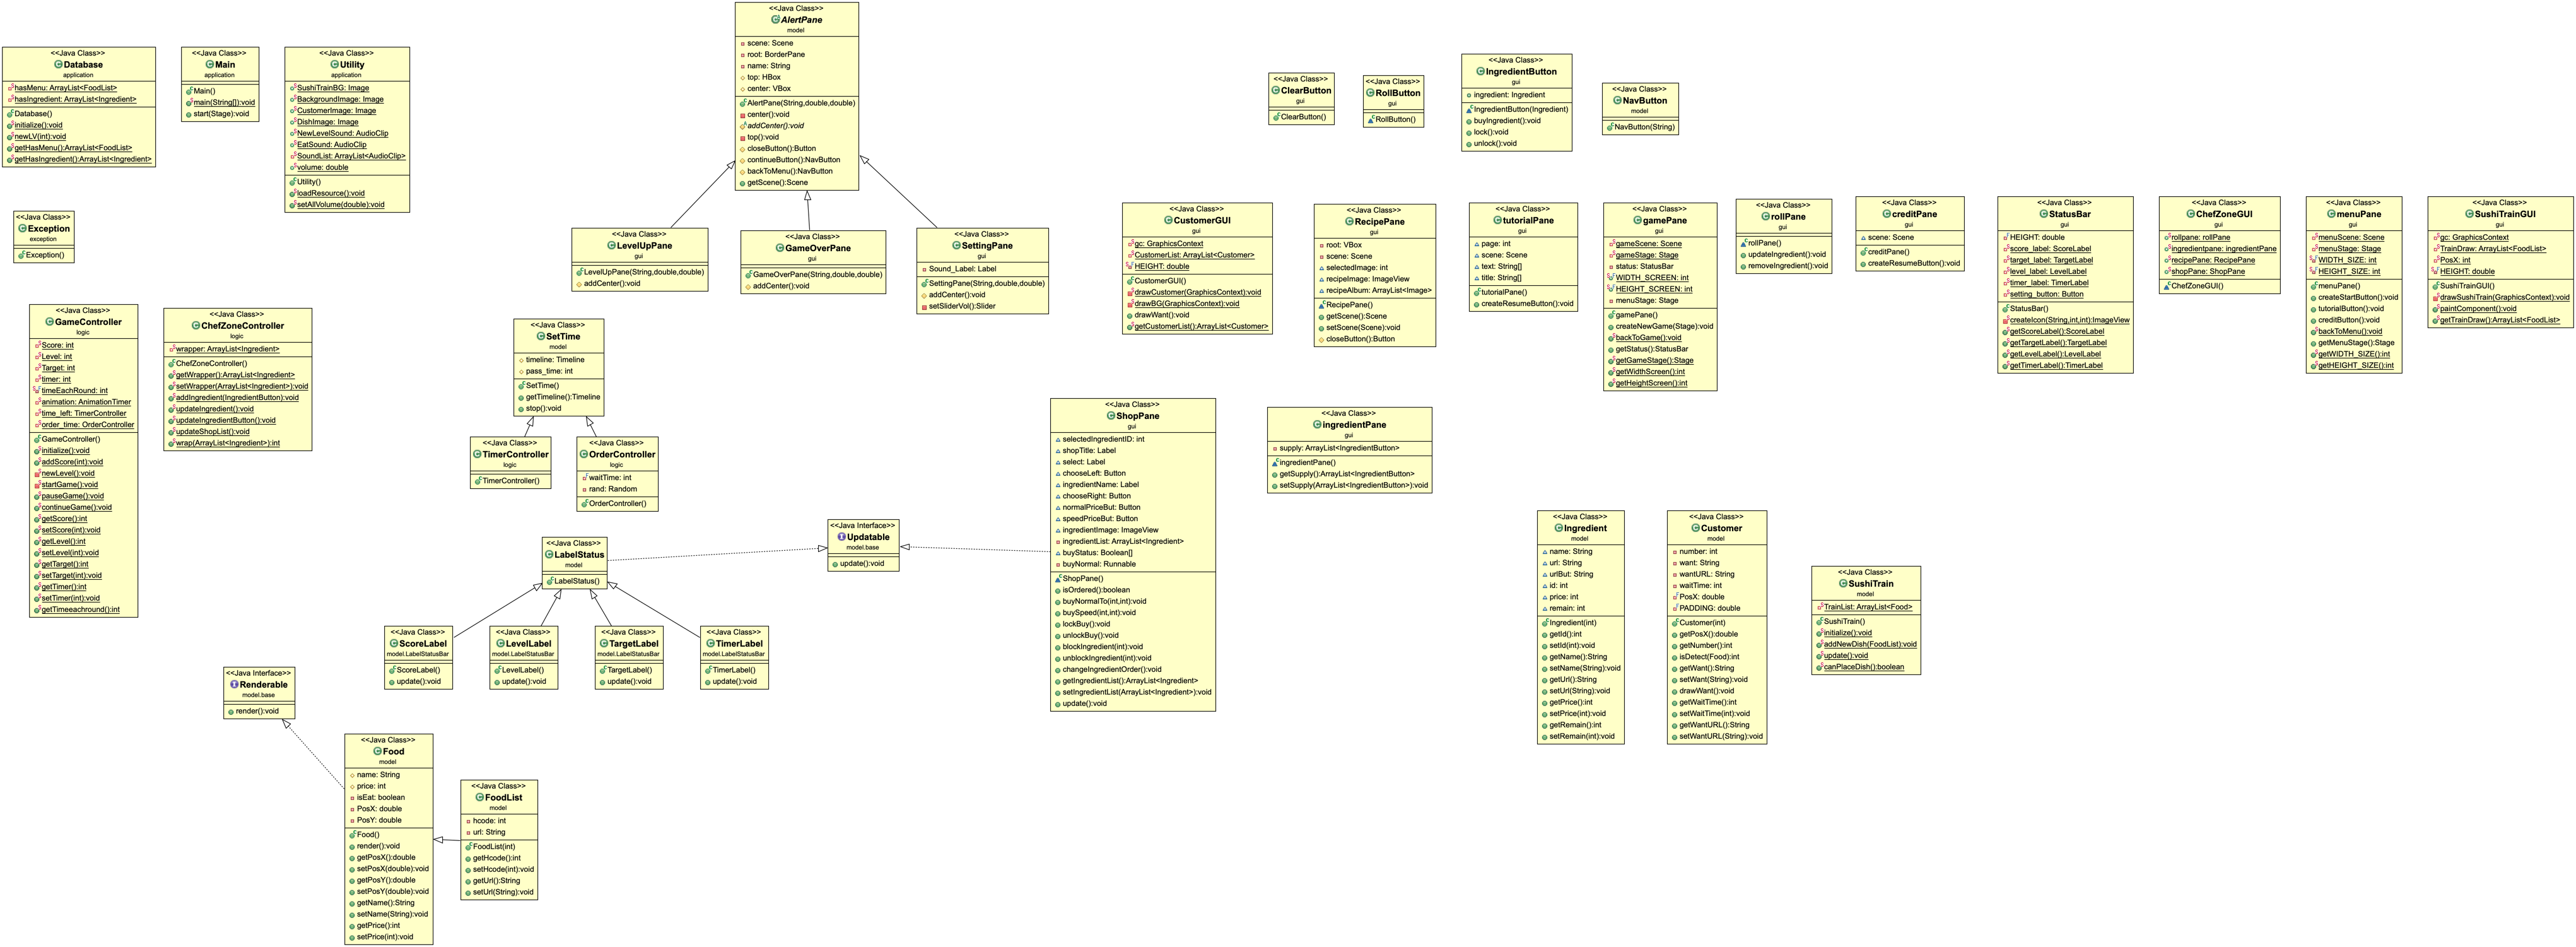 <<Java Class>>
AlertPane
model
scene: Scene
root: BorderPane
name: String
top: HBox
center: VBox
AlertPane(String,double,double)
center():void
addCenter():void
top():void
closeButton():Button
continueButton():NavButton
backToMenu():NavButton
getScene():Scene
<<Java Class>>
Database
application
hasMenu: ArrayList<FoodList>
hasIngredient: ArrayList<Ingredient>
Database()
initialize():void
newLV(int):void
getHasMenu():ArrayList<FoodList>
getHasIngredient():ArrayList<Ingredient>
<<Java Class>>
Main
application
Main()
main(String[]):void
start(Stage):void
<<Java Class>>
Utility
application
SushiTrainBG: Image
BackgroundImage: Image
CustomerImage: Image
DishImage: Image
NewLevelSound: AudioClip
EatSound: AudioClip
SoundList: ArrayList<AudioClip>
volume: double
Utility()
loadResource():void
setAllVolume(double):void
<<Java Class>>
ClearButton
gui
ClearButton()
<<Java Class>>
RollButton
gui
RollButton()
<<Java Class>>
IngredientButton
gui
ingredient: Ingredient
IngredientButton(Ingredient)
buyIngredient():void
lock():void
unlock():void
<<Java Class>>
NavButton
model
NavButton(String)
<<Java Class>>
Exception
exception
Exception()
<<Java Class>>
LevelUpPane
gui
LevelUpPane(String,double,double)
addCenter():void
<<Java Class>>
GameOverPane
gui
GameOverPane(String,double,double)
addCenter():void
<<Java Class>>
SettingPane
gui
Sound_Label: Label
SettingPane(String,double,double)
addCenter():void
setSliderVol():Slider
<<Java Class>>
CustomerGUI
gui
gc: GraphicsContext
CustomerList: ArrayList<Customer>
HEIGHT: double
CustomerGUI()
drawCustomer(GraphicsContext):void
drawBG(GraphicsContext):void
drawWant():void
getCustomerList():ArrayList<Customer>
<<Java Class>>
RecipePane
gui
root: VBox
scene: Scene
selectedImage: int
recipeImage: ImageView
recipeAlbum: ArrayList<Image>
RecipePane()
getScene():Scene
setScene(Scene):void
closeButton():Button
<<Java Class>>
tutorialPane
gui
page: int
scene: Scene
text: String[]
title: String[]
tutorialPane()
createResumeButton():void
<<Java Class>>
gamePane
gui
gameScene: Scene
gameStage: Stage
status: StatusBar
WIDTH_SCREEN: int
HEIGHT_SCREEN: int
menuStage: Stage
gamePane()
createNewGame(Stage):void
backToGame():void
getStatus():StatusBar
getGameStage():Stage
getWidthScreen():int
getHeightScreen():int
<<Java Class>>
rollPane
gui
rollPane()
updateIngredient():void
removeIngredient():void
<<Java Class>>
creditPane
gui
scene: Scene
creditPane()
createResumeButton():void
<<Java Class>>
StatusBar
gui
HEIGHT: double
score_label: ScoreLabel
target_label: TargetLabel
level_label: LevelLabel
timer_label: TimerLabel
setting_button: Button
StatusBar()
createIcon(String,int,int):ImageView
getScoreLabel():ScoreLabel
getTargetLabel():TargetLabel
getLevelLabel():LevelLabel
getTimerLabel():TimerLabel
<<Java Class>>
ChefZoneGUI
gui
rollpane: rollPane
ingredientpane: ingredientPane
recipePane: RecipePane
shopPane: ShopPane
ChefZoneGUI()
<<Java Class>>
menuPane
gui
menuScene: Scene
menuStage: Stage
WIDTH_SIZE: int
HEIGHT_SIZE: int
menuPane()
createStartButton():void
tutorialButton():void
creditButton():void
backToMenu():void
getMenuStage():Stage
getWIDTH_SIZE():int
getHEIGHT_SIZE():int
<<Java Class>>
SushiTrainGUI
gui
gc: GraphicsContext
TrainDraw: ArrayList<FoodList>
PosX: int
HEIGHT: double
SushiTrainGUI()
drawSushiTrain(GraphicsContext):void
paintComponent():void
getTrainDraw():ArrayList<FoodList>
<<Java Class>>
GameController
logic
Score: int
Level: int
Target: int
timer: int
timeEachRound: int
animation: AnimationTimer
time_left: TimerController
order_time: OrderController
GameController()
initialize():void
addScore(int):void
newLevel():void
startGame():void
pauseGame():void
continueGame():void
getScore():int
setScore(int):void
getLevel():int
setLevel(int):void
getTarget():int
setTarget(int):void
getTimer():int
setTimer(int):void
getTimeeachround():int
<<Java Class>>
ChefZoneController
logic
wrapper: ArrayList<Ingredient>
ChefZoneController()
getWrapper():ArrayList<Ingredient>
setWrapper(ArrayList<Ingredient>):void
addIngredient(IngredientButton):void
updateIngredient():void
updateIngredientButton():void
updateShopList():void
wrap(ArrayList<Ingredient>):int
<<Java Class>>
SetTime
model
timeline: Timeline
pass_time: int
SetTime()
getTimeline():Timeline
stop():void
<<Java Class>>
TimerController
logic
TimerController()
<<Java Class>>
OrderController
logic
waitTime: int
rand: Random
OrderController()
<<Java Class>>
ShopPane
gui
selectedIngredientID: int
shopTitle: Label
select: Label
chooseLeft: Button
ingredientName: Label
chooseRight: Button
normalPriceBut: Button
speedPriceBut: Button
ingredientImage: ImageView
ingredientList: ArrayList<Ingredient>
buyStatus: Boolean[]
buyNormal: Runnable
ShopPane()
isOrdered():boolean
buyNormalTo(int,int):void
buySpeed(int,int):void
lockBuy():void
unlockBuy():void
blockIngredient(int):void
unblockIngredient(int):void
changeIngredientOrder():void
getIngredientList():ArrayList<Ingredient>
setIngredientList(ArrayList<Ingredient>):void
update():void
<<Java Class>>
ingredientPane
gui
supply: ArrayList<IngredientButton>
ingredientPane()
getSupply():ArrayList<IngredientButton>
setSupply(ArrayList<IngredientButton>):void
<<Java Class>>
LabelStatus
model
LabelStatus()
<<Java Interface>>
Updatable
model.base
update():void
<<Java Class>>
Ingredient
model
name: String
url: String
urlBut: String
id: int
price: int
remain: int
Ingredient(int)
getId():int
setId(int):void
getName():String
setName(String):void
getUrl():String
setUrl(String):void
getPrice():int
setPrice(int):void
getRemain():int
setRemain(int):void
<<Java Class>>
Customer
model
number: int
want: String
wantURL: String
waitTime: int
PosX: double
PADDING: double
Customer(int)
getPosX():double
getNumber():int
isDetect(Food):int
getWant():String
setWant(String):void
drawWant():void
getWaitTime():int
setWaitTime(int):void
getWantURL():String
setWantURL(String):void
<<Java Class>>
SushiTrain
model
TrainList: ArrayList<Food>
SushiTrain()
initialize():void
addNewDish(FoodList):void
update():void
canPlaceDish():boolean
<<Java Class>>
ScoreLabel
model.LabelStatusBar
ScoreLabel()
update():void
<<Java Class>>
LevelLabel
model.LabelStatusBar
LevelLabel()
update():void
<<Java Class>>
TargetLabel
model.LabelStatusBar
TargetLabel()
update():void
<<Java Class>>
TimerLabel
model.LabelStatusBar
TimerLabel()
update():void
<<Java Interface>>
Renderable
model.base
render():void
<<Java Class>>
Food
model
name: String
price: int
isEat: boolean
PosX: double
PosY: double
Food()
render():void
getPosX():double
setPosX(double):void
getPosY():double
setPosY(double):void
getName():String
setName(String):void
getPrice():int
setPrice(int):void
<<Java Class>>
FoodList
model
hcode: int
url: String
FoodList(int)
getHcode():int
setHcode(int):void
getUrl():String
setUrl(String):void